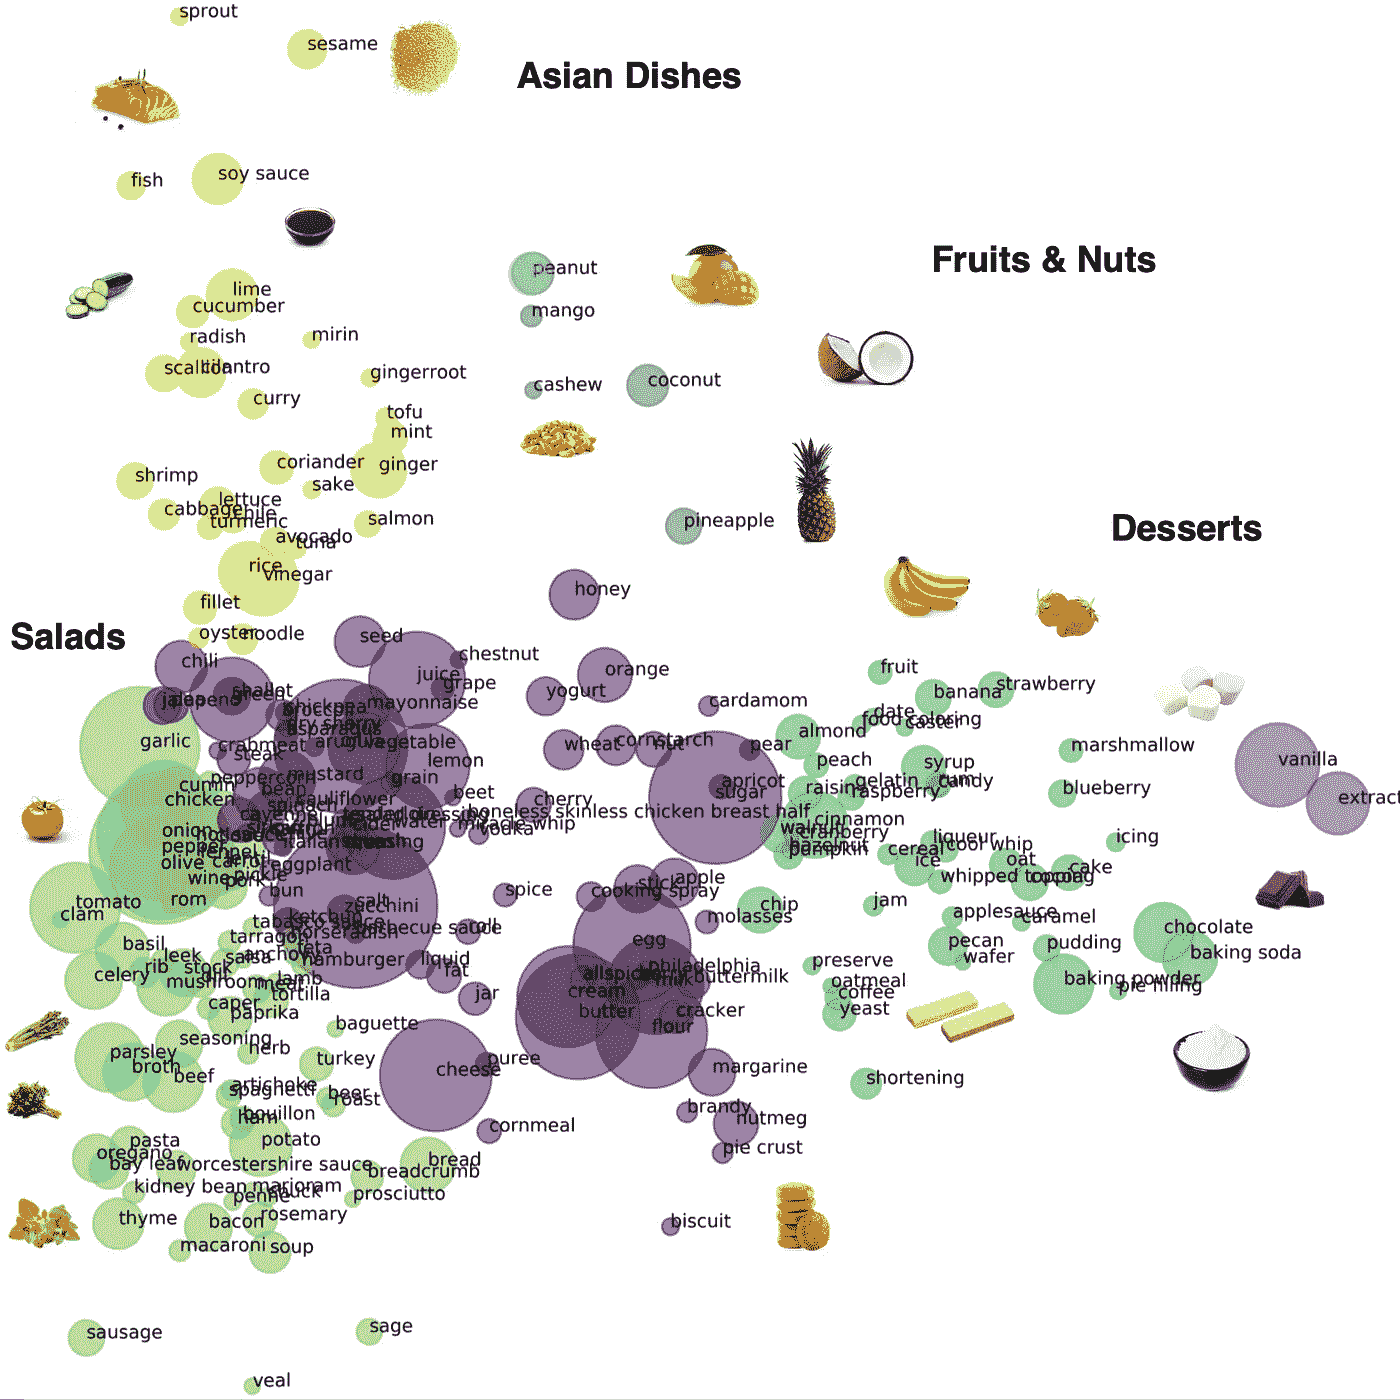 sprout
sesame
Asian Dishes
fish
soy sauce
Fruits & Nuts
peanut
lime
cucumber
mango
radish
mirin
scallion
cilantro
gingerroot
coconut
cashew
curry
tofu
mint
coriander
ginger
shrimp
sake
lettuce
cabbage
chile
turmeric
salmon
pineapple
Desserts
avocado
tuna
rice
vinegar
honey
fillet
oyster
noodle
Salads
seed
chestnut
chili
juice
grape
orange
fruit
yogurt
banana
strawberry
shallot
green
jalapeno
chickpea
mayonnaise
cardamom
date
food coloring
caster
dry sherry
asparagus
almond
garlic
crabmeat
vegetable
wheat
cornstarch
nut
pear
marshmallow
steak
lemon
peach
syrup
vanilla
peppercorn
mustard
grain
apricot
sugar
raising
gelatin
rum
candy
raspberry
blueberry
cumin
chicken
bean
beet
cherry
extract
spinach
cauliflower
boneless skinless chicken breast half
cayenne
salad dressing
water
miracle whip
vodka
cinnamon
walnut
cranberry
onion
pepper
italian
hazelnut
pumpkin
cereal
liqueur
cool whip
icing
olive
carrot
eggplant
ice
oat
cake
wine
pickle
pork
stick
apple
whipped topping
rom
bun
spice
cooking spray
tomato
clam
salt
zucchini
ketchup
tabasco sauce
barbecue sauce
horseradish
roll
molasses
chip
jam
applesauce
caramel
tarragon
basil
feta
anchovy
egg
pecan
wafer
pudding
chocolate
baking soda
leek
salsa
hamburger
liquid
fat
rib
stock
celery
dill
mushroom
lamb
meat
tortilla
jar
allspice
philadelphia
milk
buttermilk
cream
butter
preserve
oatmeal
coffee
yeast
baking powder
pie filling
caper
paprika
cracker
flour
baguette
seasoning
herb
parsley
broth
beef
turkey
puree
cheese
margarine
shortening
artichoke
spaghetti
beer
roast
bouillon
ham
brandy
nutmeg
cornmeal
pasta
potato
pie crust
oregano
bay leaf
worcestershire sauce
bread
breadcrumb
kidney bean
marjoram
penne
chuck
prosciutto
thyme
bacon
rosemary
biscuit
macaroni
soup
sausage
sage
veal